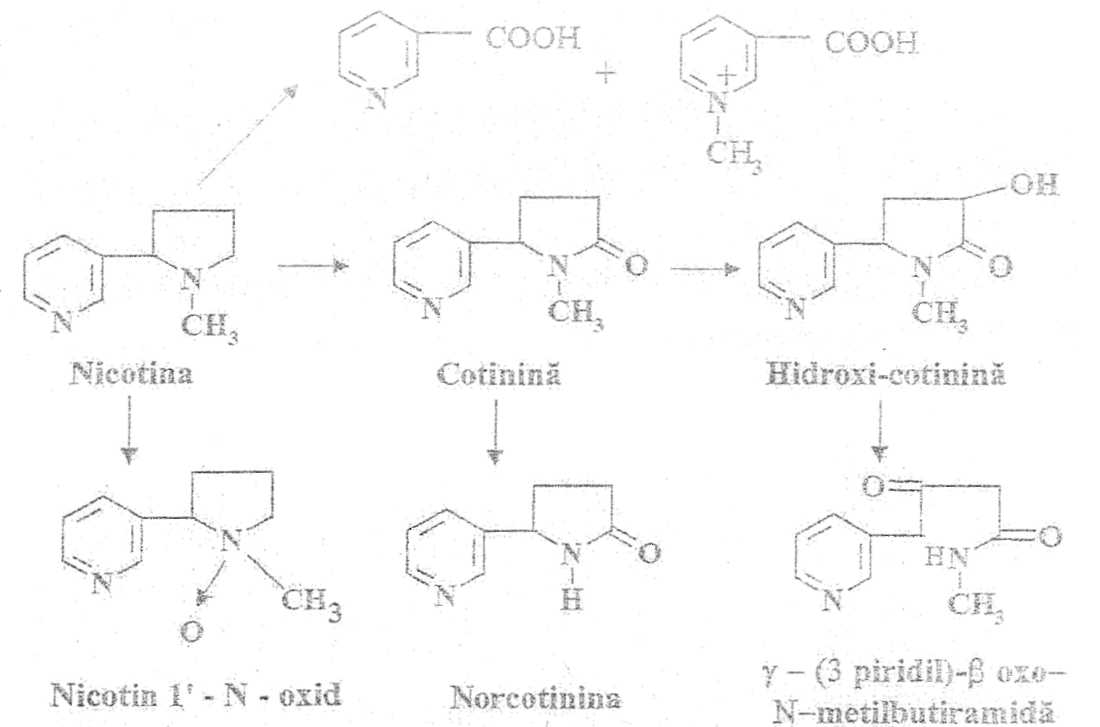 COOH
COOH
+
N
N
+
CH3
OH
N
N
CH3
N
N
O
CH3
N
N
O
CH3
Nicotina
Cotinină
Hidroxi-cotinină
N
N
O
CH3
N
N
O
H
O
N
HN
O
CH3
Nicotin 1' - N - oxid
Norcotinina
γ – (3 piridil)-β oxo–
N–metilbutiramidă